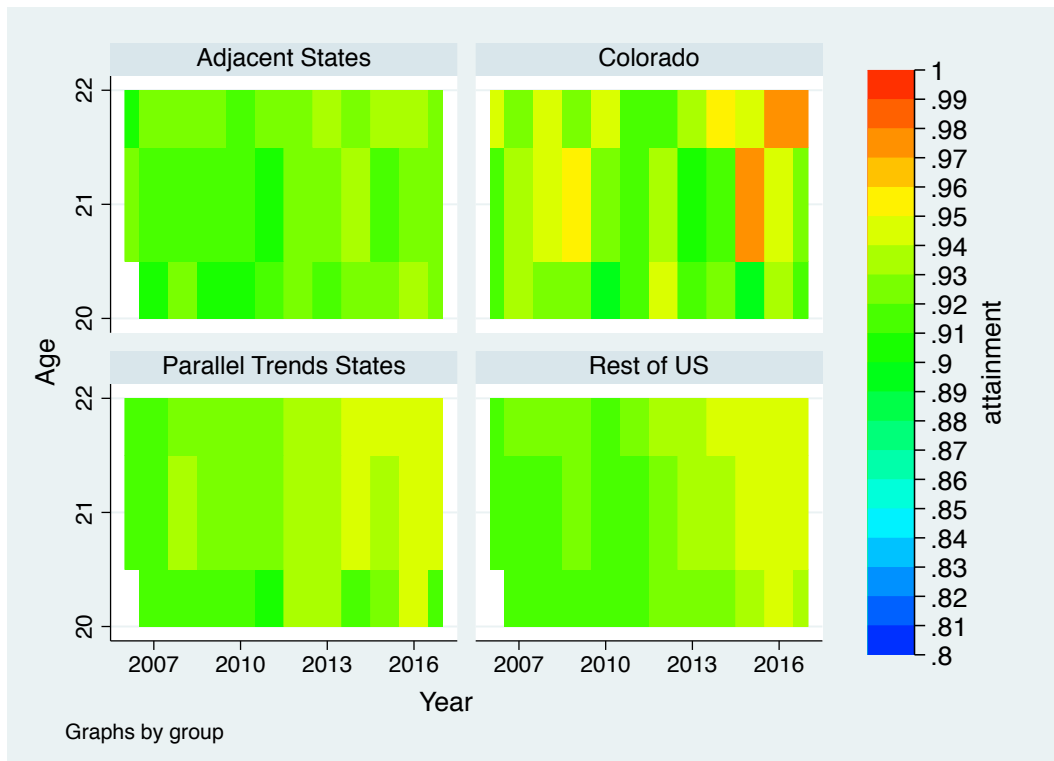 Adjacent States
Colorado
22
21
20
Parallel Trends States
Rest of US
22
21
20
Age
2007 2010 2013 2016
2007 2010 2013 2016
Year
1
.99
.98
.97
.96
.95
.94
.93
.92
.91
.9
.89
.88
.87
.86
.85
.84
.83
.82
.81
.8
attainment
Graphs by group